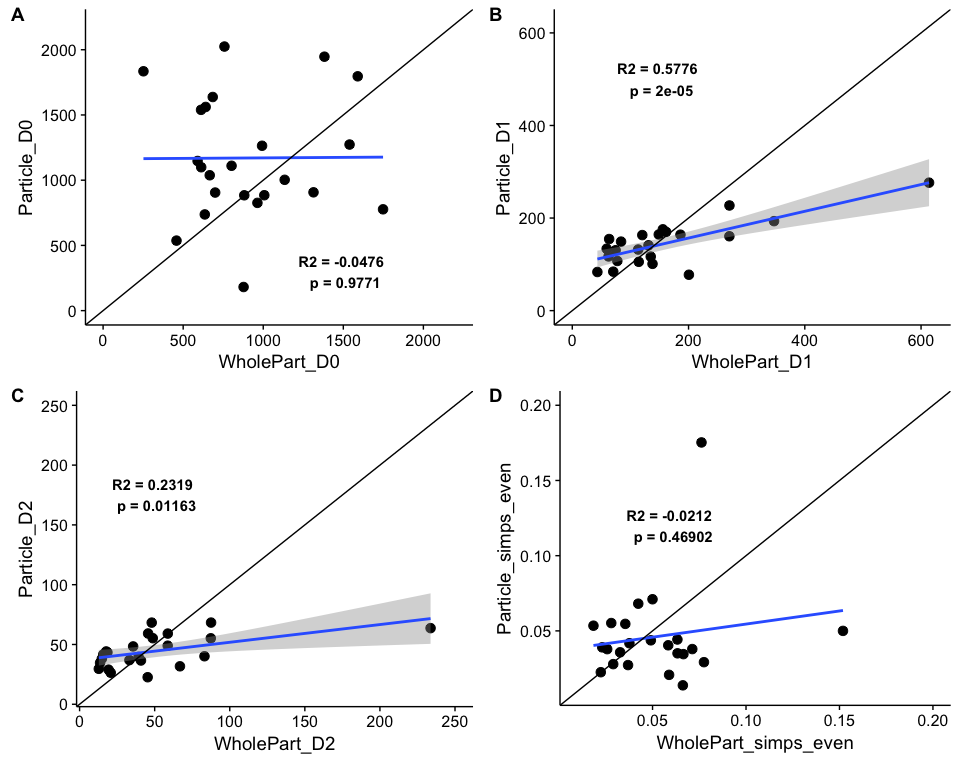 A
Particle_D0
2000
1500
1000
500
0
R2 = -0.0476
p = 0.9771
0 500 1000 1500 2000
WholePart_D0
B
Particle_D1
600
400
200
0
R2 = 0.5776
p = 2e-05
0 200 400 600
WholePart_D1
C
Particle_D2
250
200
150
100
50
0
R2 = 0.2319
p = 0.01163
0 50 100 150 200 250
WholePart_D2
D
Particle_simps_even
0.20
0.15
0.10
0.05
R2 = -0.0212
p = 0.46902
0.05 0.10 0.15 0.20
WholePart_simps_even